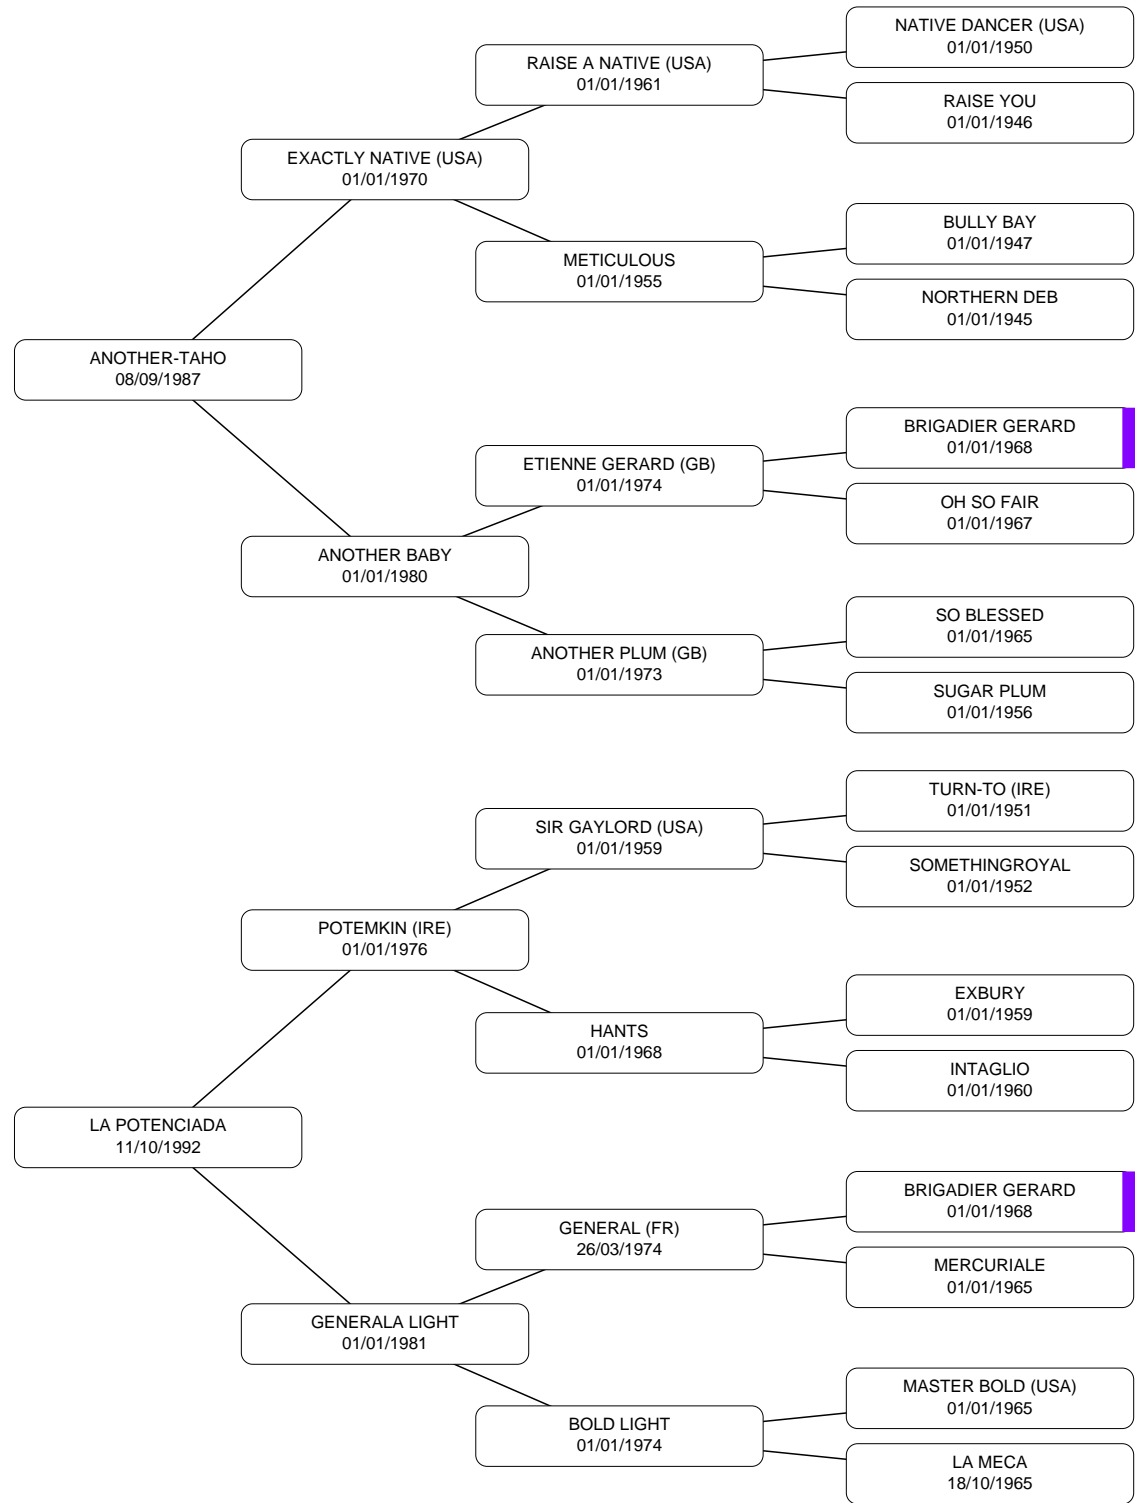 NATIVE DANCER (USA)
01/01/1950
RAISE A NATIVE (USA)
01/01/1961
RAISE YOU
01/01/1946
EXACTLY NATIVE (USA)
01/01/1970
BULLY BAY
01/01/1947
METICULOUS
01/01/1955
NORTHERN DEB
01/01/1945
ANOTHER-TAHO
08/09/1987
BRIGADIER GERARD
01/01/1968
ETIENNE GERARD (GB)
01/01/1974
OH SO FAIR
01/01/1967
ANOTHER BABY
01/01/1980
SO BLESSED
01/01/1965
ANOTHER PLUM (GB)
01/01/1973
SUGAR PLUM
01/01/1956
TURN-TO (IRE)
01/01/1951
SIR GAYLORD (USA)
01/01/1959
SOMETHINGROYAL
01/01/1952
POTEMKIN (IRE)
01/01/1976
EXBURY
01/01/1959
HANTS
01/01/1968
INTAGLIO
01/01/1960
LA POTENCIADA
11/10/1992
BRIGADIER GERARD
01/01/1968
GENERAL (FR)
26/03/1974
MERCURIALE
01/01/1965
GENERALA LIGHT
01/01/1981
MASTER BOLD (USA)
01/01/1965
BOLD LIGHT
01/01/1974
LA MECA
18/10/1965